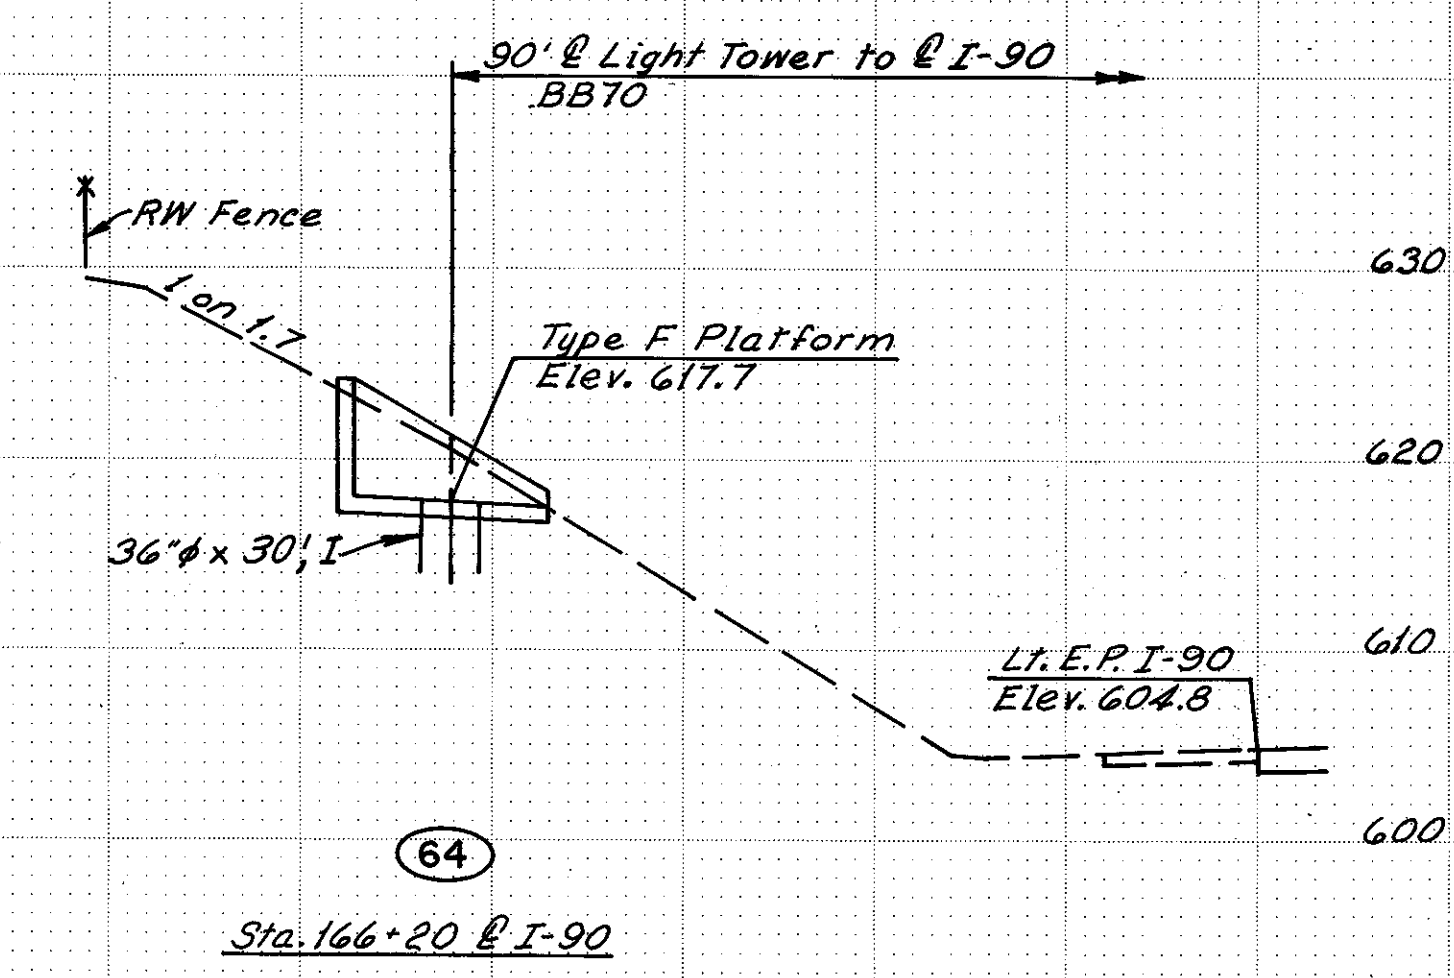 90' ℄ Light Tower to ℄ I-90
BB70
RW Fence
630
1 on 1.7
Type F Platform
Elev. 617.7
620
36"ϕ x 30', I
610
Lt. E.P. I-90
Elev. 604.8
600
64
Sta. 166+20 ℄ I-90